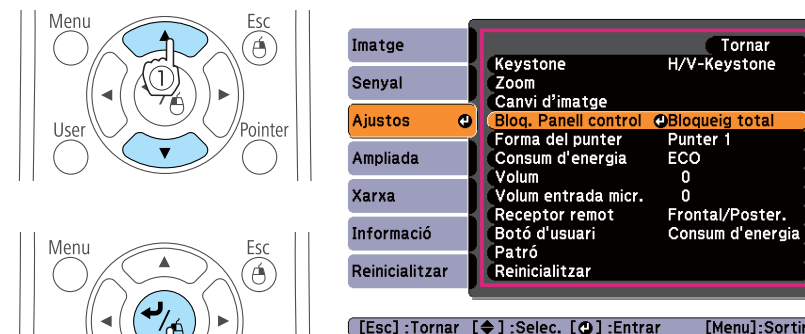 Menu
Esc
1
User
Pointer
Menu
Esc
Imatge
Senyal
Ajustos
Ampliada
Xarxa
Informació
Reinicialitzar
Tornar
Keystone H/V-Keystone
Zoom
Canvi d'imatge
Bloq. Panell control Bloqueig total
Forma del punter Punter 1
Consum d'energia ECO
Volum 0
Volum entrada micr. 0
Receptor remot Frontal/Poster.
Botó d'usuari Consum d'energia
Patró
Reinicialitzar
[Esc] :Tornar [ ] :Selec. [ ] :Entrar [Menu]:Sortir